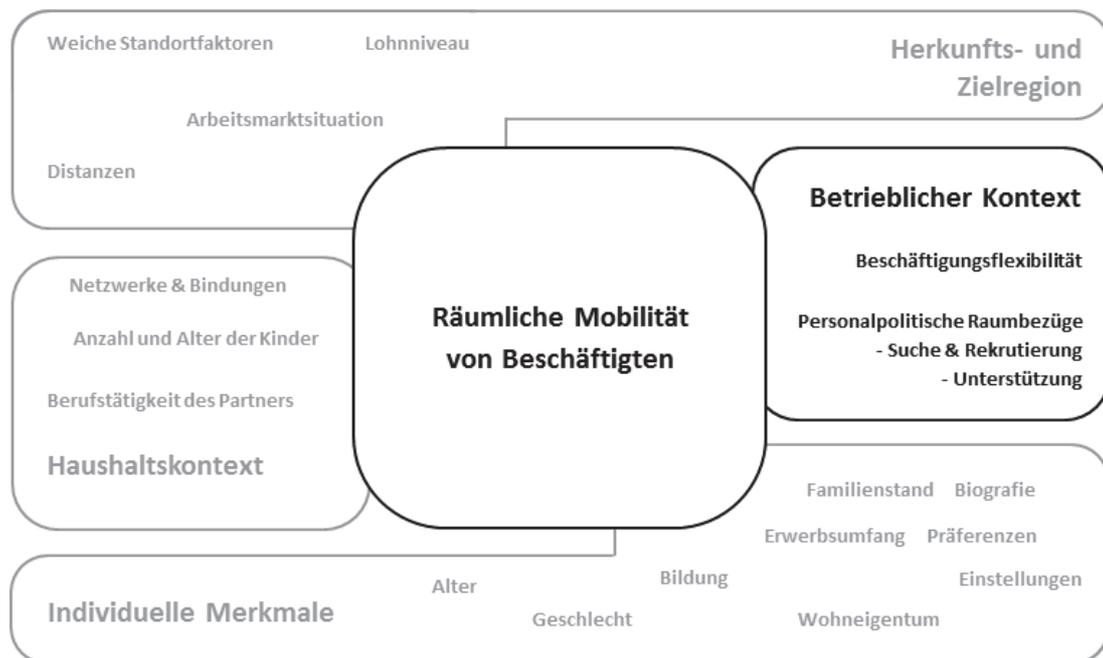 Weiche Standortfaktoren
Lohnniveau
Herkunfts- und
Zielregion
Arbeitsmarktsituation
Distanzen
Betrieblicher Kontext
Beschäftigungsflexibilität
Personalpolitische Raumbezüge
- Suche & Rekrutierung
- Unterstützung
Räumliche Mobilität
von Beschäftigten
Netzwerke & Bindungen
Anzahl und Alter der Kinder
Berufstätigkeit des Partners
Haushaltskontext
Familienstand
Biografie
Erwerbsumfang
Präferenzen
Alter
Bildung
Einstellungen
Individuelle Merkmale
Geschlecht
Wohneigentum